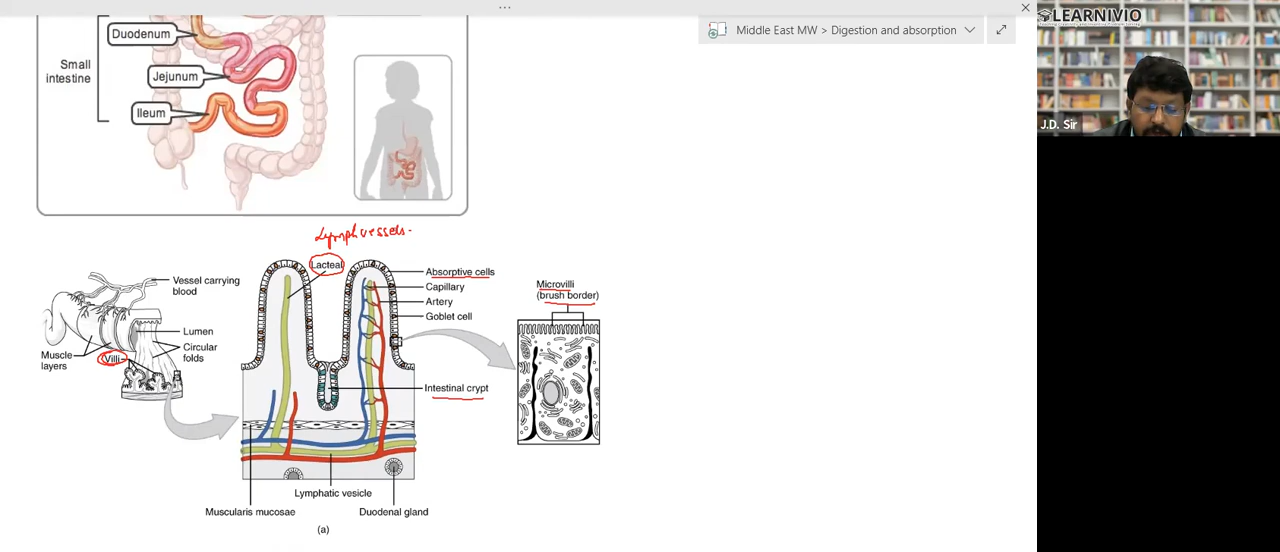 Duodenum
Small
intestine
Jejunum
Ileum
Middle East MW > Digestion and absorption
LEARNIVIO
J.D. Sir
Lymph vessels.
Lacteal
Vessel carrying
blood
Lumen
Circular
folds
Muscle
layers
Villi
Absorptive cells
Capillary
Artery
Goblet cell
Intestinal crypt
Microvilli
(brush border)
Lymphatic vesicle
Muscularis mucosae
Duodenal gland
(a)